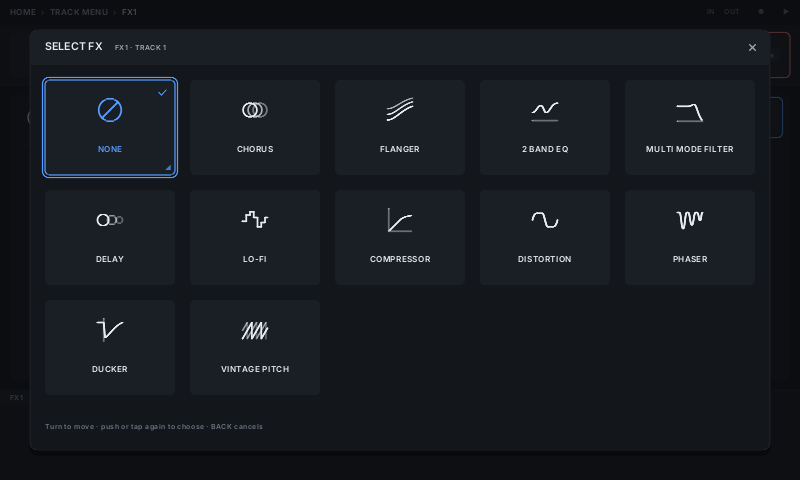 HOME › TRACK MENU › FX1
IN OUT
SELECT FX FX1 · TRACK 1
NONE
CHORUS
FLANGER
2 BAND EQ
MULTI MODE FILTER
DELAY
LO-FI
COMPRESSOR
DISTORTION
PHASER
DUCKER
VINTAGE PITCH
FX1
Turn to move · push or tap again to choose · BACK cancels